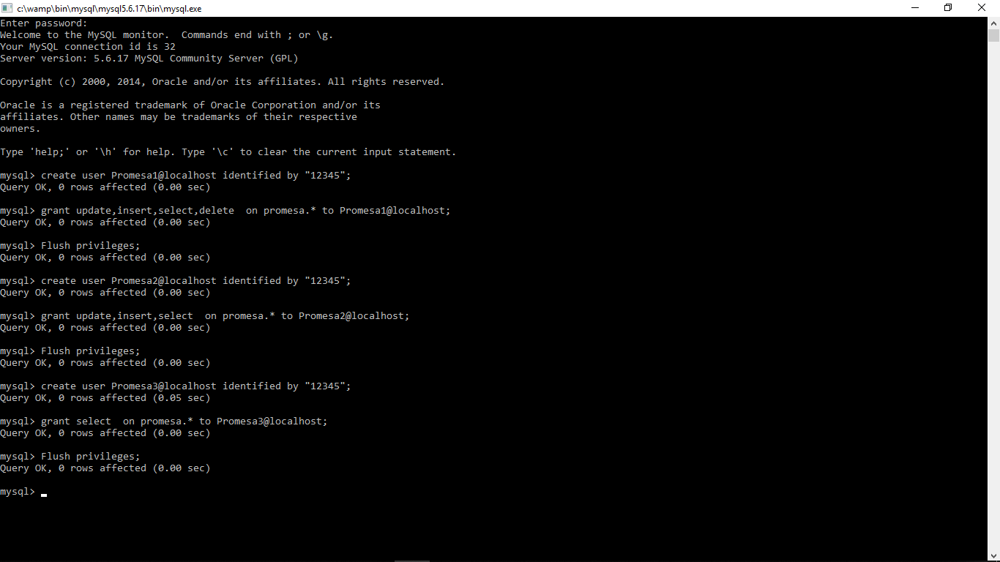 c:\wamp\bin\mysql\mysql5.6.17\bin\mysql.exe
Enter password:
Welcome to the MySQL monitor.  Commands end with ; or \g.
Your MySQL connection id is 32
Server version: 5.6.17 MySQL Community Server (GPL)
Copyright (c) 2000, 2014, Oracle and/or its affiliates. All rights reserved.
Oracle is a registered trademark of Oracle Corporation and/or its
affiliates. Other names may be trademarks of their respective
owners.
Type 'help;' or '\h' for help. Type '\c' to clear the current input statement.
mysql> create user Promesa1@localhost identified by "12345";
Query OK, 0 rows affected (0.00 sec)
mysql> grant update,insert,select,delete  on promesa.* to Promesa1@localhost;
Query OK, 0 rows affected (0.00 sec)
mysql> Flush privileges;
Query OK, 0 rows affected (0.00 sec)
mysql> create user Promesa2@localhost identified by "12345";
Query OK, 0 rows affected (0.00 sec)
mysql> grant update,insert,select  on promesa.* to Promesa2@localhost;
Query OK, 0 rows affected (0.00 sec)
mysql> Flush privileges;
Query OK, 0 rows affected (0.00 sec)
mysql> create user Promesa3@localhost identified by "12345";
Query OK, 0 rows affected (0.05 sec)
mysql> grant select  on promesa.* to Promesa3@localhost;
Query OK, 0 rows affected (0.00 sec)
mysql> Flush privileges;
Query OK, 0 rows affected (0.00 sec)
mysql>